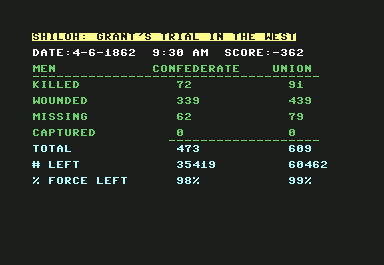 SHILOH: GRANT'S TRIAL IN THE WEST
DATE:4-6-1862 9:30 AM SCORE:-362
MEN CONFEDERATE UNION
KILLED 72 91
WOUNDED 339 439
MISSING 62 79
CAPTURED 0 0
TOTAL 473 609
# LEFT 35419 60462
% FORCE LEFT 98% 99%